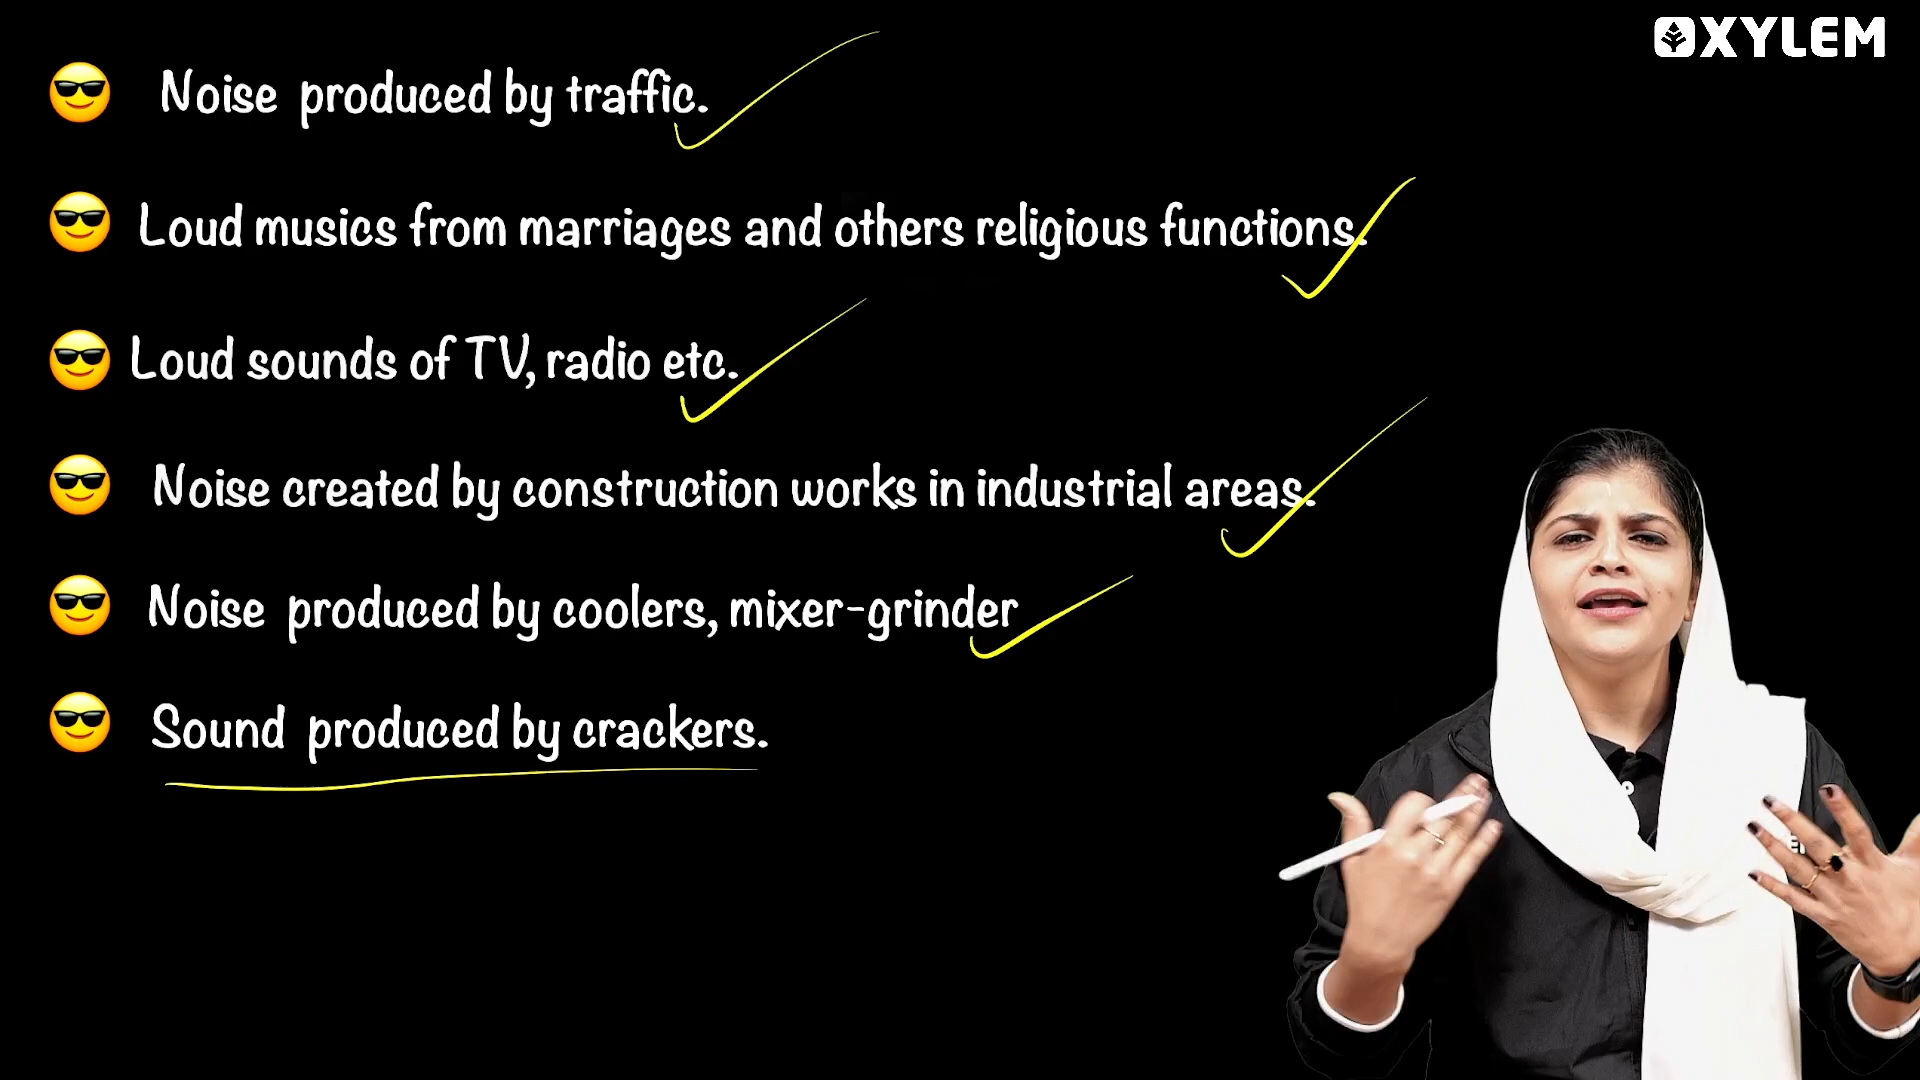 XYLEM
Noise produced by traffic.
Loud musics from marriages and others religious functions.
Loud sounds of TV, radio etc.
Noise created by construction works in industrial areas.
Noise produced by coolers, mixer-grinder
Sound produced by crackers.